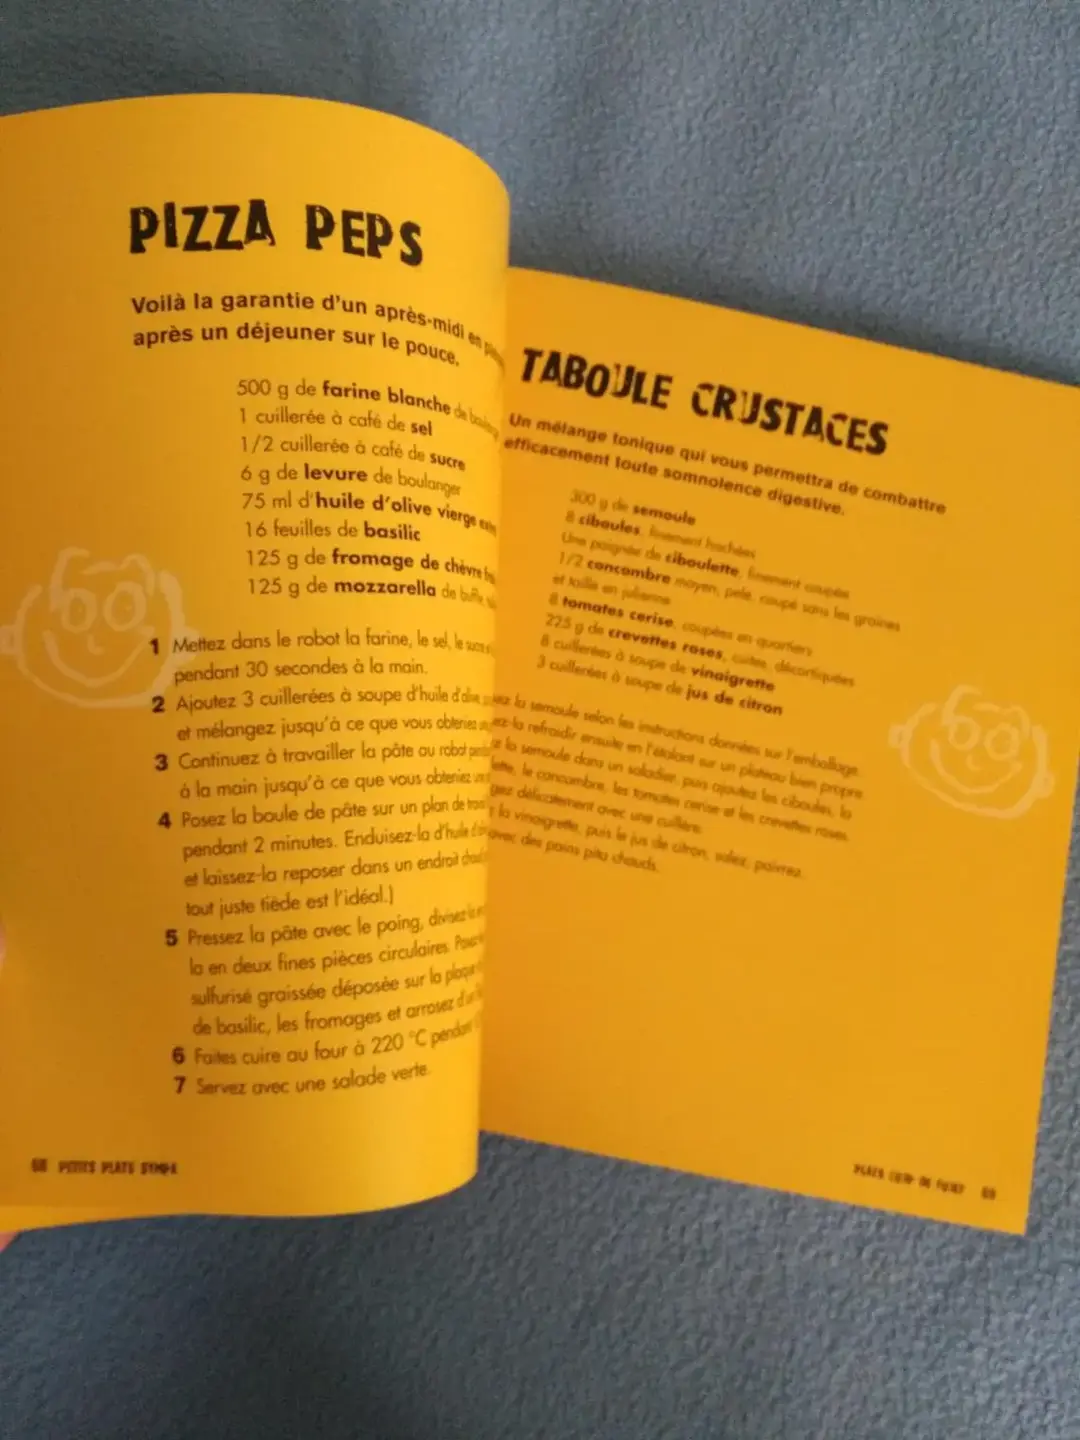 PIZZA PEPS
Voilà la garantie d'un après-midi en
après un déjeuner sur le pouce.
500 g de farine blanche de
1 cuillerée à café de sel
1/2 cuillerée à café de sucre
6 g de levure de boulanger
75 ml d'huile d'olive vierge
16 feuilles de basilic
125 g de fromage de chèvre
125 g de mozzarella de
1 Mettez dans le robot la farine, le sel, le
pendant 30 secondes à la main.
2 Ajoutez 3 cuillerées à soupe d'huile d'olive
et mélangez jusqu'à ce que vous obteniez
3 Continuez à travailler la pâte au robot
à la main jusqu'à ce que vous obteniez
4 Posez la boule de pâte sur un plan de
pendant 2 minutes. Enduisez-la d'huile
et laissez-la reposer dans un endroit
tout juste tiède est l'idéal.)
5 Pressez la pâte avec le poing, divisez
la en deux fines pièces circulaires.
sulfurisé graissée déposée sur la plaque
de basilic, les fromages et arrosez
6 Faites cuire au four à 220 °C pendant
7 Servez avec une salade verte.
68 PETITS PLATS SYMPA
TABOULE CRUSTACES
Un mélange tonique qui vous permettra de combattre
efficacement toute somnolence digestive.
300 g de semoule
8 ciboules, finement hachées
Une poignée de ciboulette, finement coupée
1/2 concombre moyen, pelé, coupé sans les graines
et taillé en julienne
8 tomates cerise, coupées en quartiers
225 g de crevettes roses, cuites, décortiquées
8 cuillerées à soupe de vinaigrette
3 cuillerées à soupe de jus de citron
la semoule selon les instructions données sur l'emballage.
refroidir ensuite en l'étalant sur un plateau bien propre.
la semoule dans un saladier, puis ajoutez les ciboules, la
le concombre, les tomates cerise et les crevettes roses.
délicatement avec une cuillère.
la vinaigrette, puis le jus de citron, salez, poivrez.
avec des pains pita chauds.
PLATS COUP DE POING 69